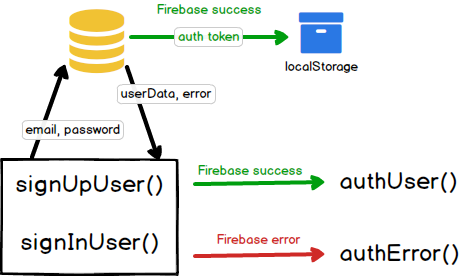 Firebase success
auth token
localStorage
userData, error
email, password
signUpUser()
Firebase success
authUser()
signInUser()
Firebase error
authError()